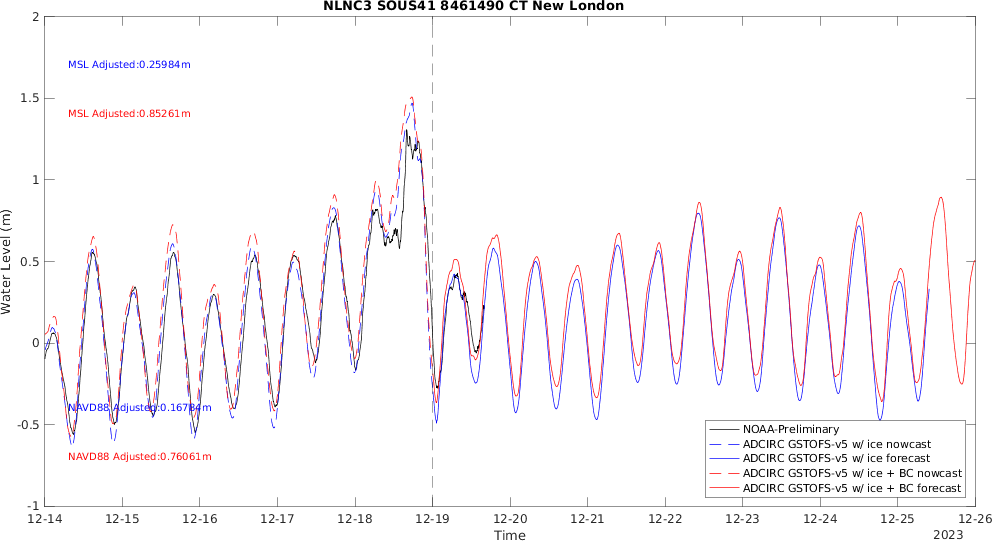 NLNC3 SOUS41 8461490 CT New London
2
1.5
1
0.5
0
-0.5
-1
Water Level (m)
MSL Adjusted:0.25984m
MSL Adjusted:0.85261m
NAVD88 Adjusted:0.16784m
NAVD88 Adjusted:0.76061m
NOAA-Preliminary
ADCIRC GSTOFS-v5 w/ ice nowcast
ADCIRC GSTOFS-v5 w/ ice forecast
ADCIRC GSTOFS-v5 w/ ice + BC nowcast
ADCIRC GSTOFS-v5 w/ ice + BC forecast
12-14 12-15 12-16 12-17 12-18 12-19 12-20 12-21 12-22 12-23 12-24 12-25 12-26
Time
2023